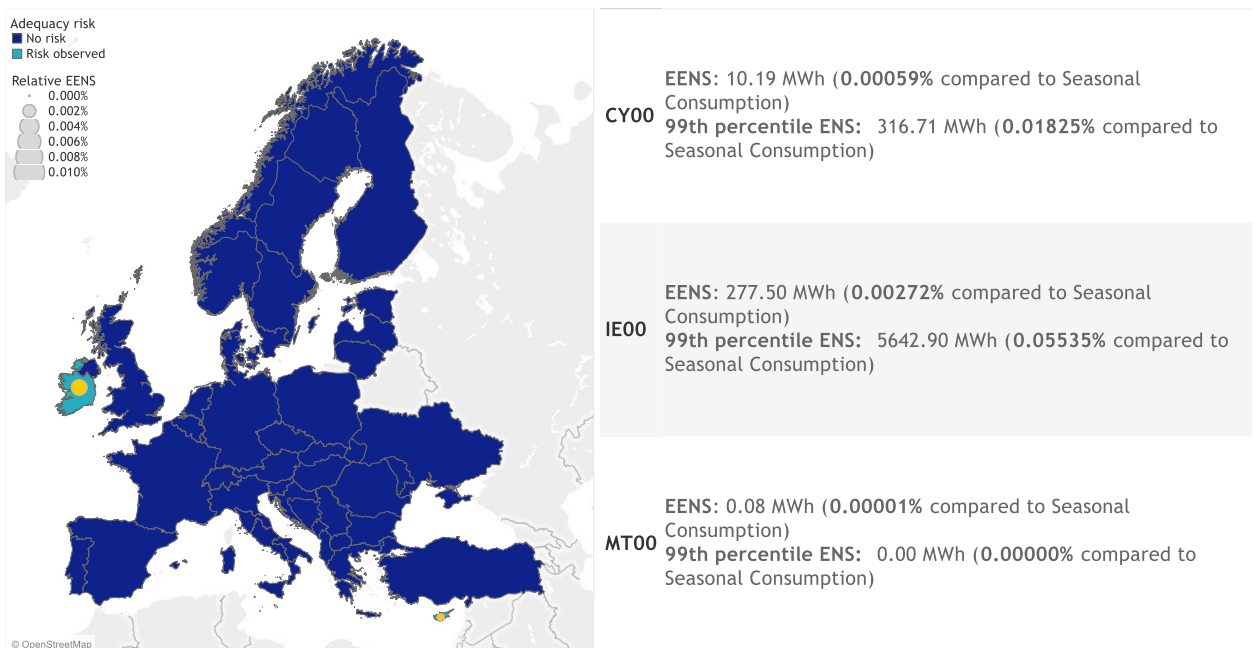 Adequacy risk
No risk
Risk observed
Relative EENS
0.000%
0.002%
0.004%
0.006%
0.008%
0.010%
© OpenStreetMap
CY00
EENS: 10.19 MWh (0.00059% compared to Seasonal
Consumption)
99th percentile ENS: 316.71 MWh (0.01825% compared to
Seasonal Consumption)
IE00
EENS: 277.50 MWh (0.00272% compared to Seasonal
Consumption)
99th percentile ENS: 5642.90 MWh (0.05535% compared to
Seasonal Consumption)
MT00
EENS: 0.08 MWh (0.00001% compared to Seasonal
Consumption)
99th percentile ENS: 0.00 MWh (0.00000% compared to
Seasonal Consumption)